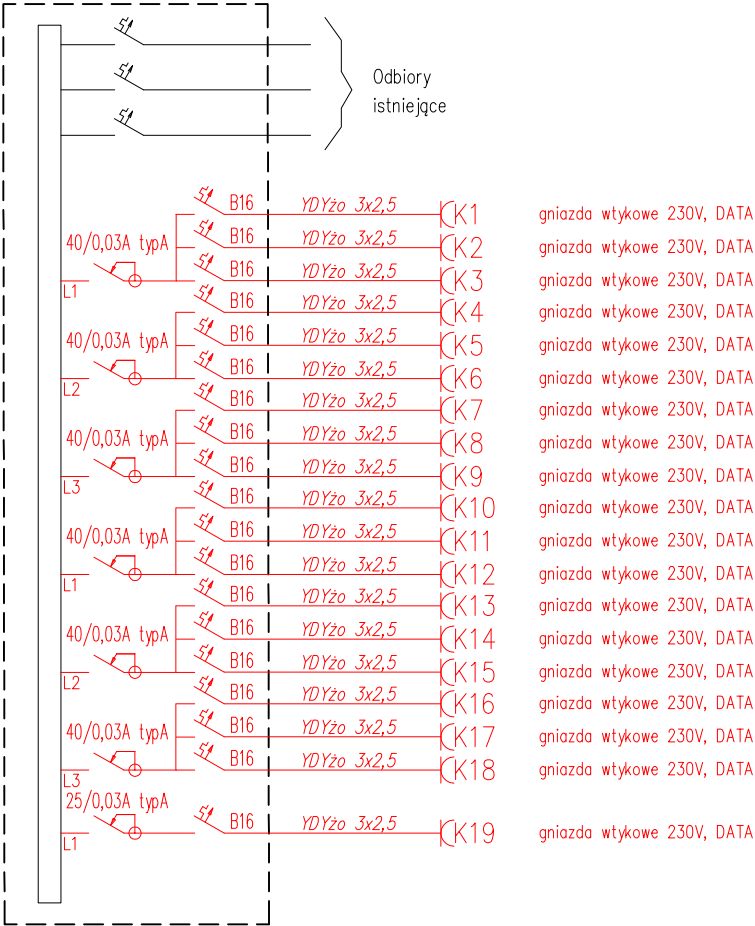 Odbiory
istniejące
B16 YDYżo 3x2,5 K1 gniazda wtykowe 230V, DATA
40/0,03A typA B16 YDYżo 3x2,5 K2 gniazda wtykowe 230V, DATA
L1 B16 YDYżo 3x2,5 K3 gniazda wtykowe 230V, DATA
B16 YDYżo 3x2,5 K4 gniazda wtykowe 230V, DATA
40/0,03A typA B16 YDYżo 3x2,5 K5 gniazda wtykowe 230V, DATA
L2 B16 YDYżo 3x2,5 K6 gniazda wtykowe 230V, DATA
B16 YDYżo 3x2,5 K7 gniazda wtykowe 230V, DATA
40/0,03A typA B16 YDYżo 3x2,5 K8 gniazda wtykowe 230V, DATA
L3 B16 YDYżo 3x2,5 K9 gniazda wtykowe 230V, DATA
B16 YDYżo 3x2,5 K10 gniazda wtykowe 230V, DATA
40/0,03A typA B16 YDYżo 3x2,5 K11 gniazda wtykowe 230V, DATA
L1 B16 YDYżo 3x2,5 K12 gniazda wtykowe 230V, DATA
B16 YDYżo 3x2,5 K13 gniazda wtykowe 230V, DATA
40/0,03A typA B16 YDYżo 3x2,5 K14 gniazda wtykowe 230V, DATA
L2 B16 YDYżo 3x2,5 K15 gniazda wtykowe 230V, DATA
B16 YDYżo 3x2,5 K16 gniazda wtykowe 230V, DATA
40/0,03A typA B16 YDYżo 3x2,5 K17 gniazda wtykowe 230V, DATA
L3 B16 YDYżo 3x2,5 K18 gniazda wtykowe 230V, DATA
25/0,03A typA
L1 B16 YDYżo 3x2,5 K19 gniazda wtykowe 230V, DATA